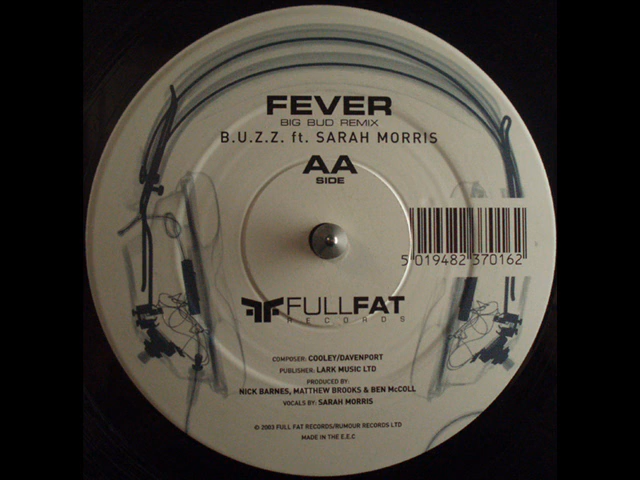 FEVER
BIG BUD REMIX
B.U.Z.Z. ft. SARAH MORRIS
AA
SIDE
5 019482 370162
FULLFAT
RECORDS
COMPOSER: COOLEY/DAVENPORT
PUBLISHER: LARK MUSIC LTD
PRODUCED BY:
NICK BARNES, MATTHEW BROOKS & BEN McCOLL
VOCALS BY: SARAH MORRIS
© 2003 FULL FAT RECORDS/RUMOUR RECORDS LTD
MADE IN THE E.E.C